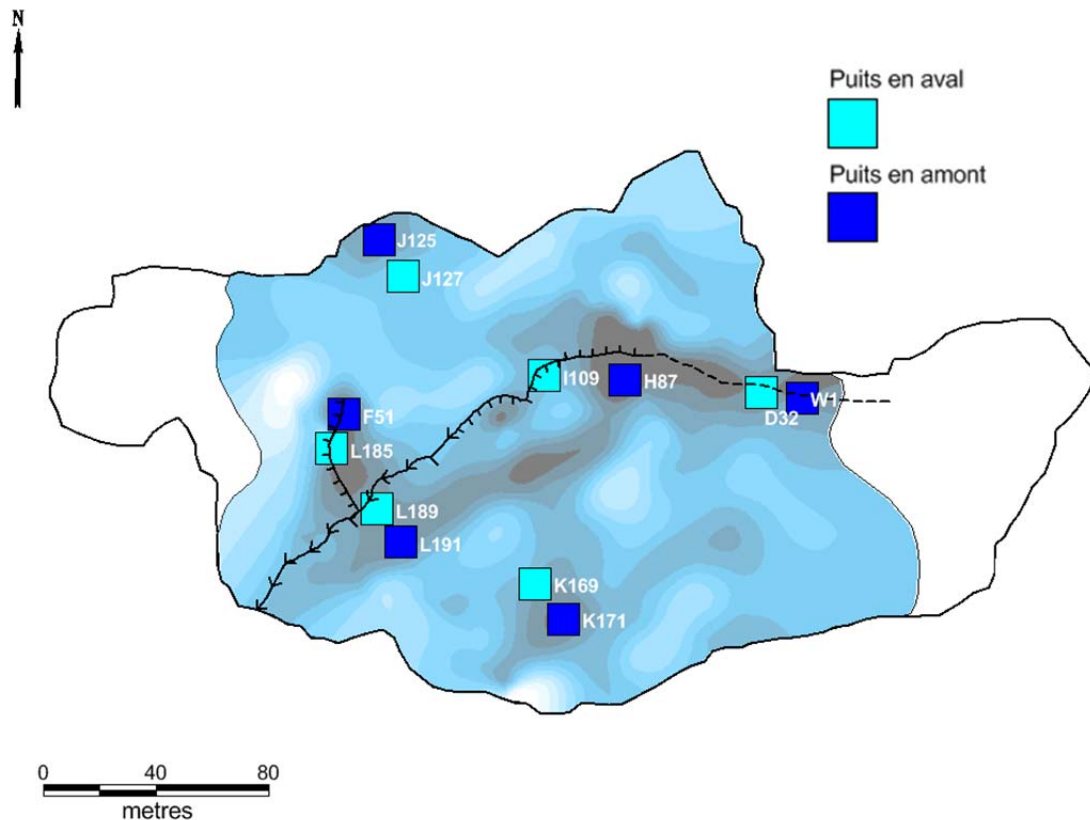 N
Puits en aval
Puits en amont
J125
J127
I109
H87
W1
D32
F51
L185
L189
L191
K169
K171
0 40 80
metres